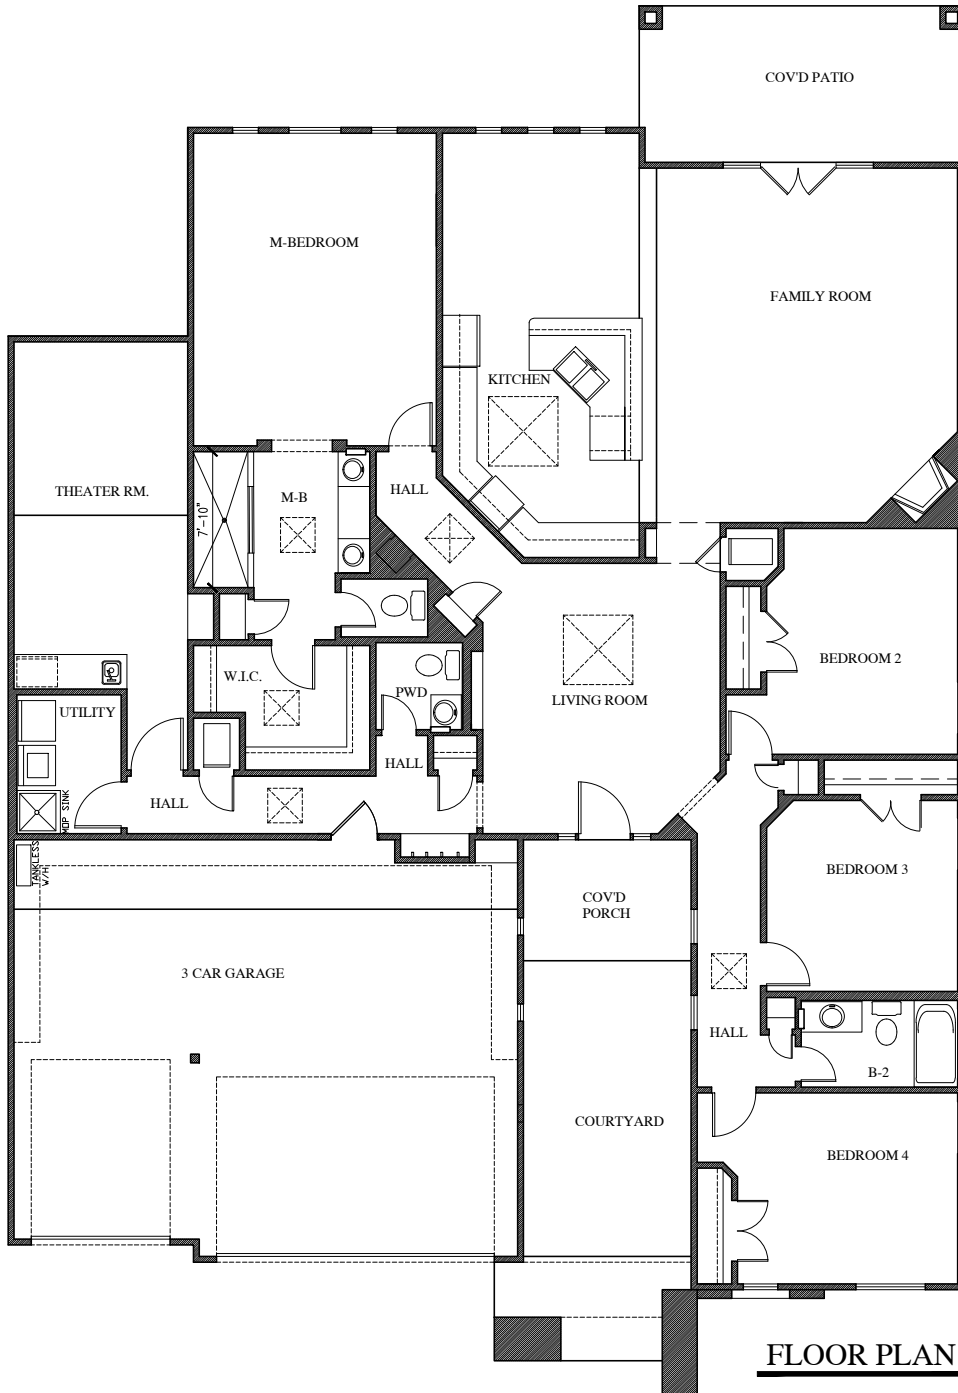 COV'D PATIO
M-BEDROOM
FAMILY ROOM
KITCHEN
THEATER RM.
HALL
M-B
7'-10"
BEDROOM 2
W.I.C.
PWD
LIVING ROOM
UTILITY
HALL
HALL
MOP SINK
TANKLESS
W/H
BEDROOM 3
COV'D
PORCH
3 CAR GARAGE
HALL
B-2
COURTYARD
BEDROOM 4
FLOOR PLAN